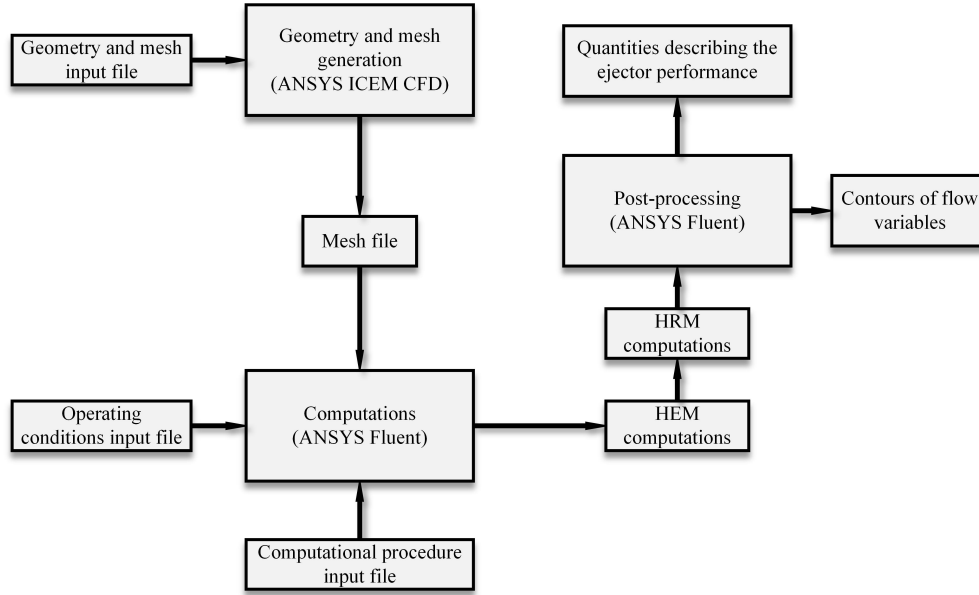 Geometry and mesh
input file
Geometry and mesh
generation
(ANSYS ICEM CFD)
Quantities describing the
ejector performance
Post-processing
(ANSYS Fluent)
Contours of flow
variables
Mesh file
HRM
computations
Operating
conditions input file
Computations
(ANSYS Fluent)
HEM
computations
Computational procedure
input file